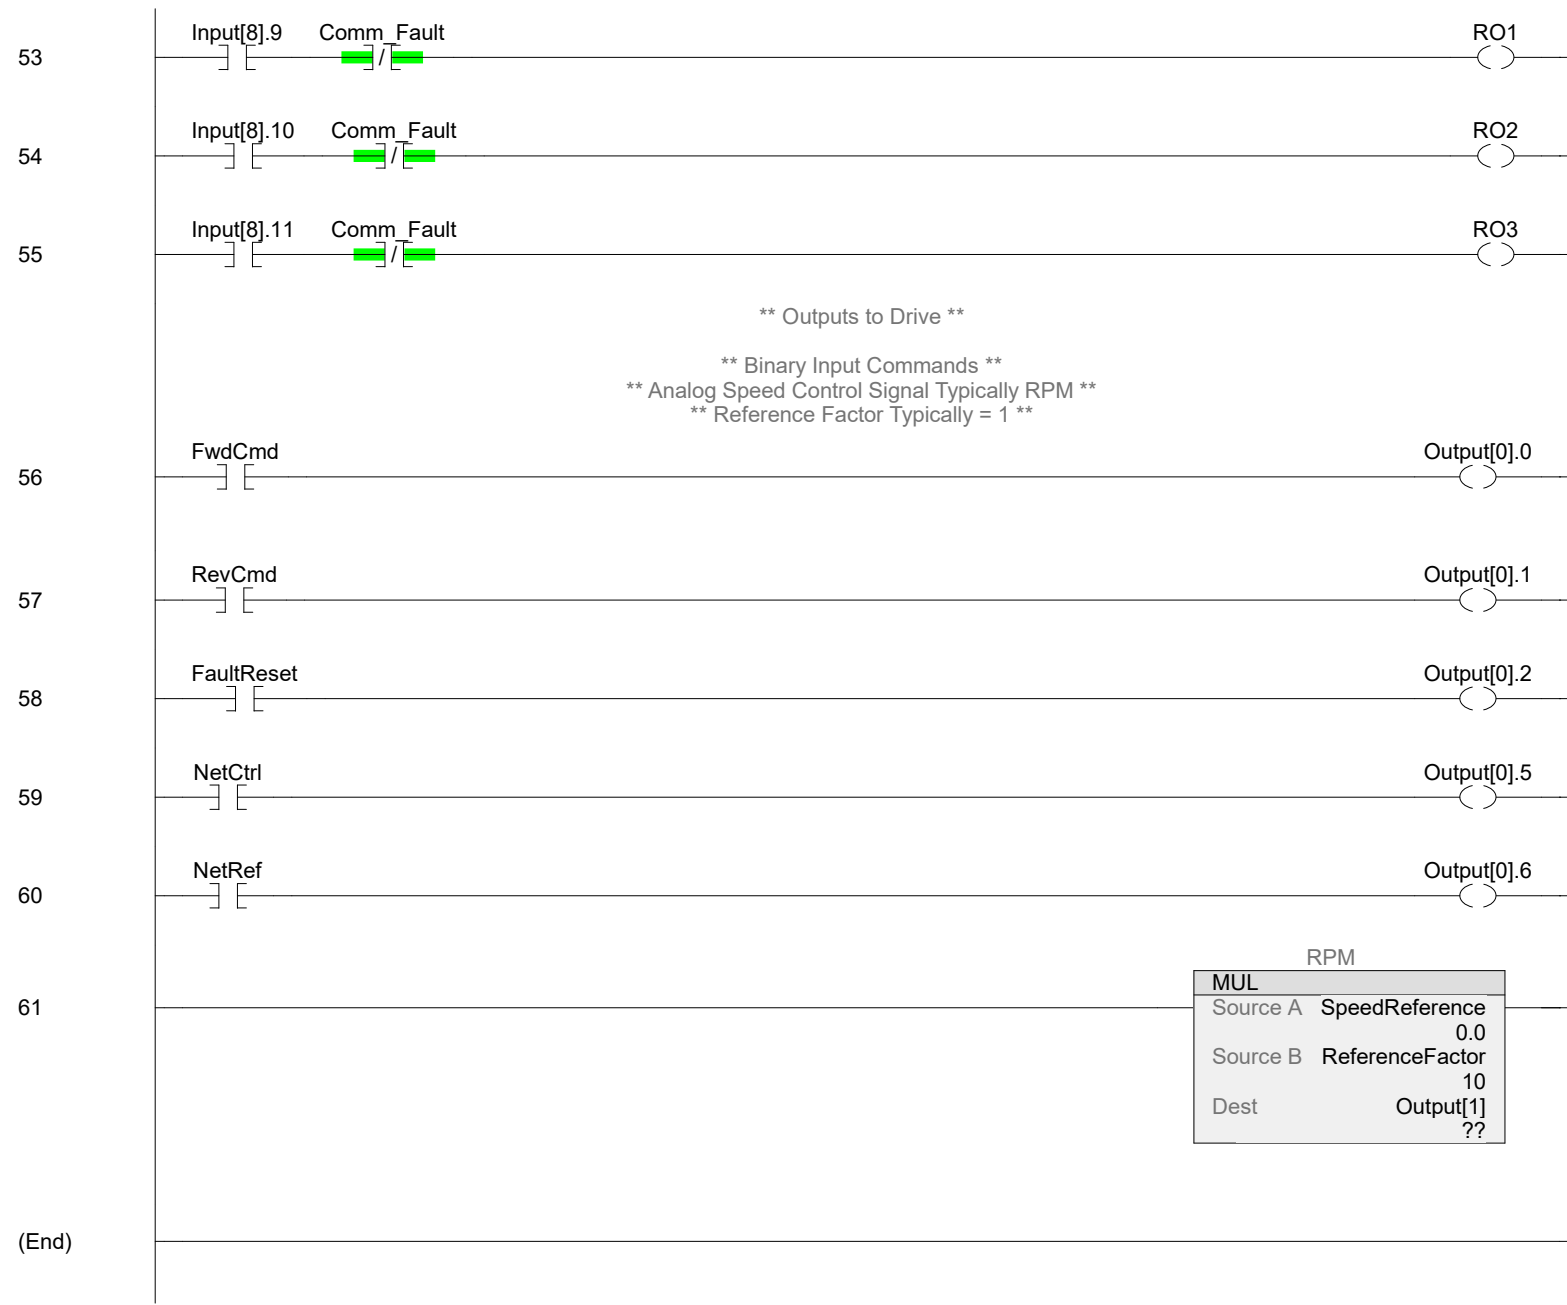 Input[8].9 Comm_Fault RO1
53
Input[8].10 Comm_Fault RO2
54
Input[8].11 Comm_Fault RO3
55
** Outputs to Drive **
** Binary Input Commands **
** Analog Speed Control Signal Typically RPM **
** Reference Factor Typically = 1 **
FwdCmd Output[0].0
56
RevCmd Output[0].1
57
FaultReset Output[0].2
58
NetCtrl Output[0].5
59
NetRef Output[0].6
60
RPM
MUL
61
Source A SpeedReference
0.0
Source B ReferenceFactor
10
Dest Output[1]
??
(End)